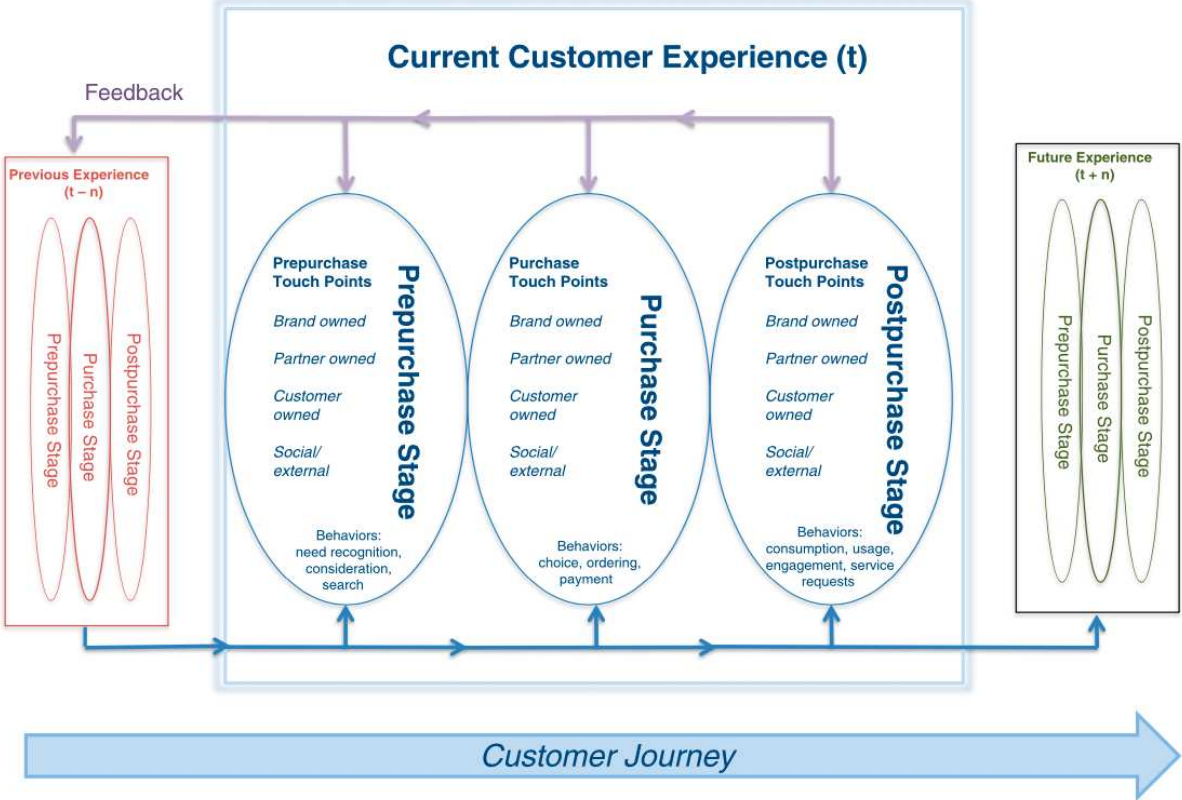 Current Customer Experience (t)
Feedback
Previous Experience
(t – n)
Prepurchase Stage
Purchase Stage
Postpurchase Stage
Prepurchase
Touch Points
Brand owned
Partner owned
Customer
owned
Social/
external
Prepurchase Stage
Behaviors:
need recognition,
consideration,
search
Purchase
Touch Points
Brand owned
Partner owned
Customer
owned
Social/
external
Purchase Stage
Behaviors:
choice, ordering,
payment
Postpurchase
Touch Points
Brand owned
Partner owned
Customer
owned
Social/
external
Postpurchase Stage
Behaviors:
consumption, usage,
engagement, service
requests
Future Experience
(t + n)
Prepurchase Stage
Purchase Stage
Postpurchase Stage
Customer Journey